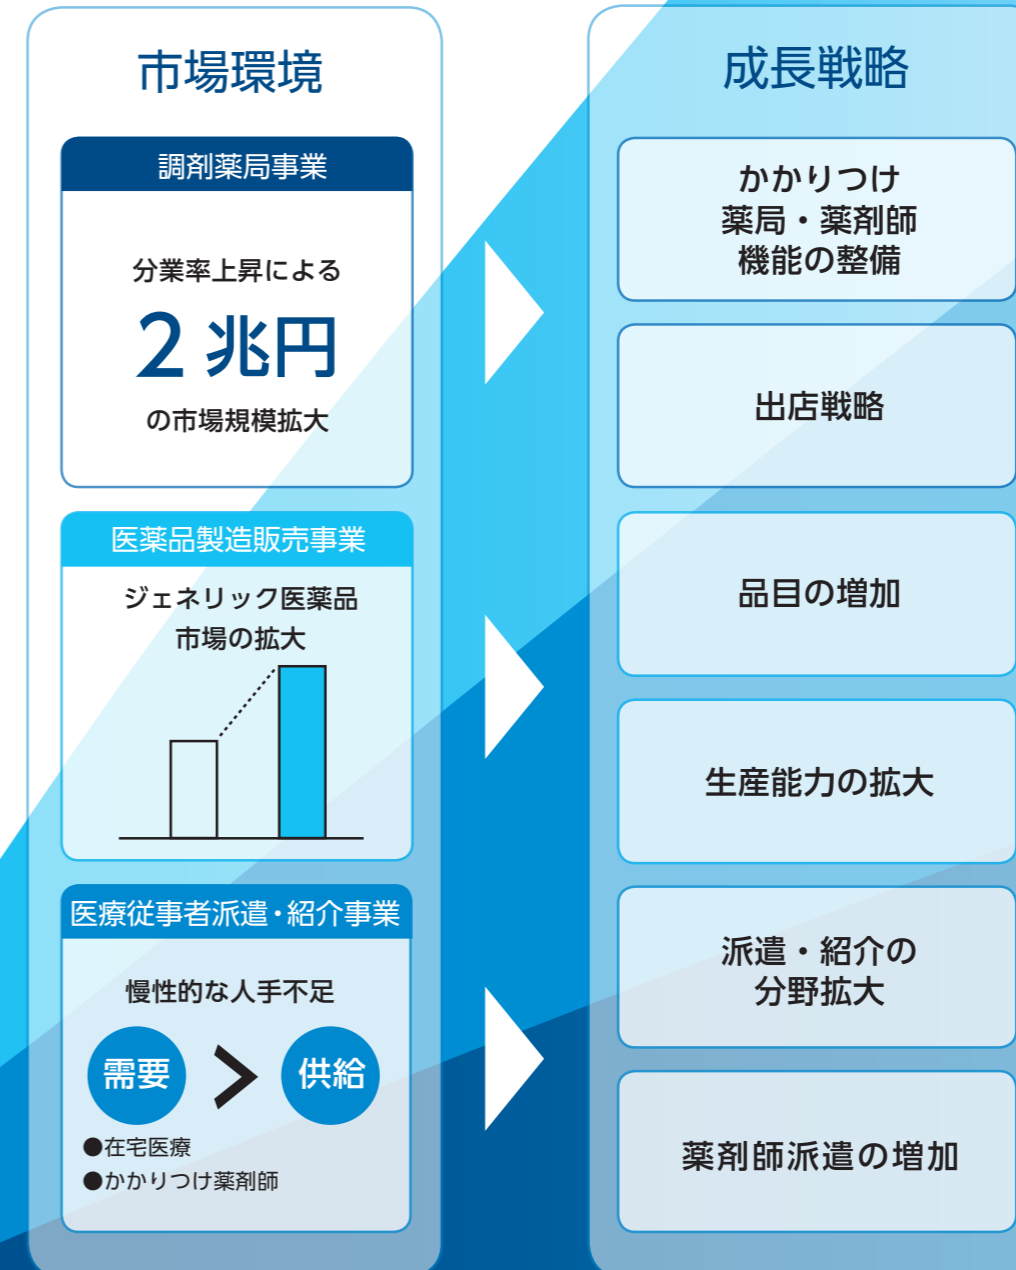 市場環境
調剤薬局事業
分業率上昇による
2 兆円
の市場規模拡大
医薬品製造販売事業
ジェネリック医薬品
市場の拡大
医療従事者派遣・紹介事業
慢性的な人手不足
需要 > 供給
●在宅医療
●かかりつけ薬剤師
成長戦略
かかりつけ
薬局・薬剤師
機能の整備
出店戦略
品目の増加
生産能力の拡大
派遣・紹介の
分野拡大
薬剤師派遣の増加